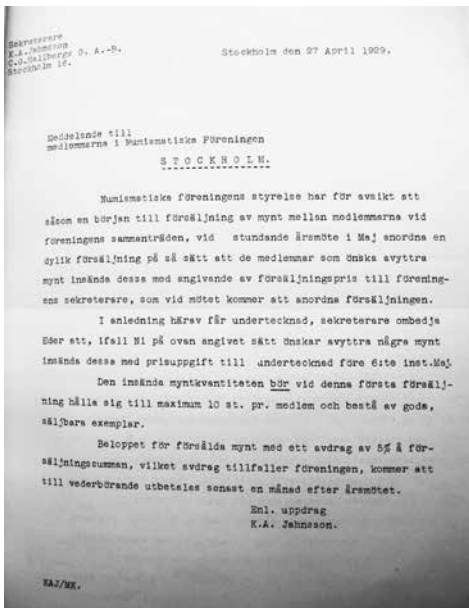 Sekreterare
K.A.Jahnsson
C.G.Hallbergs G. A.-B.
Stockholm 16.
Stockholm den 27 April 1929.
Meddelande till
medlemmarna i Numismatiska Föreningen
STOCKHOLM.
Numismatiska föreningens styrelse har för avsikt att
såsom en början till försäljning av mynt mellan medlemmarna vid
föreningens sammanträden, vid stundande årsmöte i Maj anordna en
dylik försäljning på så sätt att de medlemmar som önska avyttra
mynt insända dessa med angivande av försäljningspris till förening-
ens sekreterare, som vid mötet kommer att anordna försäljningen.
I anledning härav får undertecknad, sekreterare ombedja
Eder att, ifall Ni på ovan angivet sätt önskar avyttra några mynt
insända dessa med prisuppgift till undertecknad före 6:te inst.Maj.
Den insända myntkvantiteten bör vid denna första försälj-
ning hålla sig till maximum 10 st. pr. medlem och bestå av goda,
säljbara exemplar.
Beloppet för försålda mynt med ett avdrag av 5% å för-
säljningssumman, vilket avdrag tillfaller föreningen, kommer att
till vederbörande utbetalas senast en månad efter årsmötet.
Enl. uppdrag
K.A. Jahnsson.
KAJ/MK.